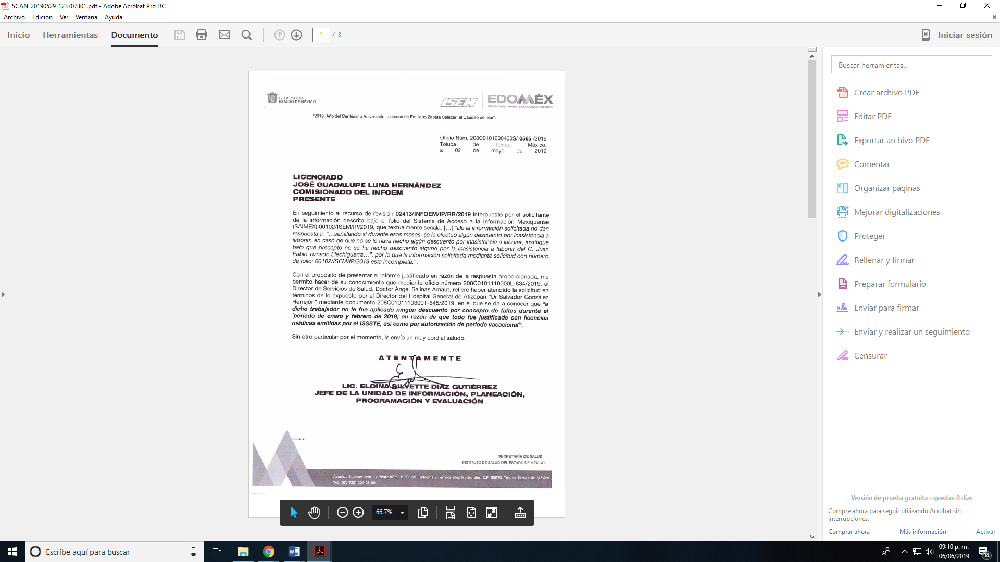 SCAN_20190529_123707301.pdf - Adobe Acrobat Pro DC
Archivo Edición Ver Ventana Ayuda
Inicio Herramientas Documento 1 / 3 Iniciar sesión
GOBIERNO DEL
ESTADO DE MÉXICO
ISEM
EDOMÉX
DECISIONES FIRMES, RESULTADOS FUERTES.
"2019. Año del Centésimo Aniversario Luctuoso de Emiliano Zapata Salazar, el Caudillo del Sur".
Oficio Núm. 208C0101000400S/ 0565 /2019
Toluca de Lerdo, México,
a 02 de mayo de 2019
LICENCIADO
JOSÉ GUADALUPE LUNA HERNÁNDEZ
COMISIONADO DEL INFOEM
PRESENTE
En seguimiento al recurso de revisión 02413/INFOEM/IP/RR/2019 interpuesto por el solicitante
de la información descrita bajo el folio del Sistema de Acceso a la Información Mexiquense
(SAIMEX) 00102/ISEM/IP/2019, que textualmente señala: [...] "De la información solicitada no dan
respuesta a: "...señalando si durante esos meses, se le efectuó algún descuento por inasistencia a
laborar, en caso de que no se le haya hecho algún descuento por inasistencia a laborar, justifique
bajo que precepto no se ha hecho descuento alguno por la inasistencia a laborar del C. Juan
Pablo Tiznado Elechiguerra...", por lo que la información solicitada mediante solicitud con número
de folio: 00102/ISEM/IP/2019 esta incompleta.".
Con el propósito de presentar el informe justificado en razón de la respuesta proporcionada, me
permito hacer de su conocimiento que mediante oficio número 208C0101110000L-834/2019, el
Director de Servicios de Salud, Doctor Ángel Salinas Arnaut, refiere haber atendido la solicitud en
términos de lo expuesto por el Director del Hospital General de Atizapán "Dr Salvador González
Herrejón" mediante documento 208C0101110300T-645/2019, en el que se da a conocer que "a
dicho trabajador no le fue aplicado ningún descuento por concepto de faltas durante el
periodo de enero y febrero de 2019, en razón de que todo fue justificado con licencias
médicas emitidas por el ISSSTE, así como por autorización de periodo vacacional".
Sin otro particular por el momento, le envío un muy cordial saludo.
ATENTAMENTE
LIC. ELOINA SILVETTE DÍAZ GUTIÉRREZ
JEFE DE LA UNIDAD DE INFORMACIÓN, PLANEACIÓN,
PROGRAMACIÓN Y EVALUACIÓN
ESDG/GFF
SECRETARÍA DE SALUD
INSTITUTO DE SALUD DEL ESTADO DE MÉXICO
Avenida Independencia oriente núm. 1009, col. Reforma y Ferrocarriles Nacionales, C.P. 50070, Toluca, Estado de México.
Tel.: (01 722) 226 25 00.
66.7%
Buscar herramientas...
Crear archivo PDF
Editar PDF
Exportar archivo PDF
Comentar
Organizar páginas
Mejorar digitalizaciones
Proteger
Rellenar y firmar
Preparar formulario
Enviar para firmar
Enviar y realizar un seguimiento
Censurar
Versión de prueba gratuita - quedan 0 días
Compre ahora para seguir utilizando Acrobat sin
interrupciones.
Comprar ahora Más información Activar
Escribe aquí para buscar
09:10 p. m.
06/06/2019
14